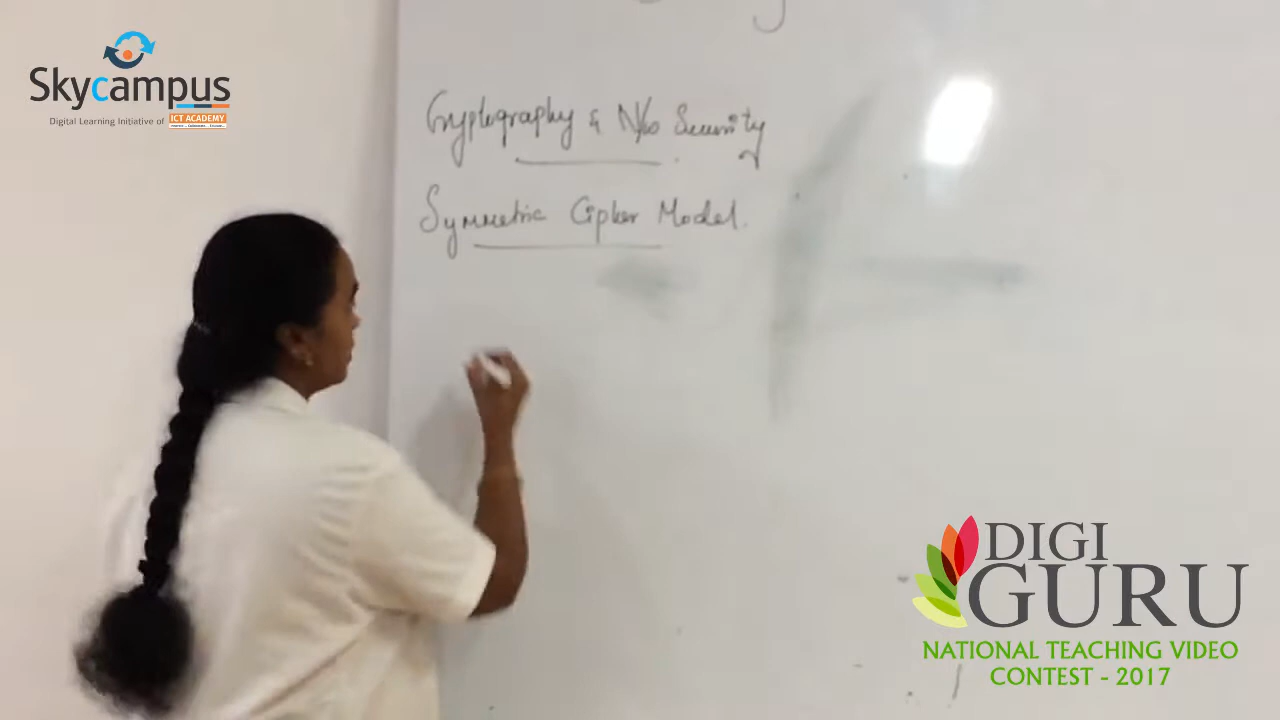 Skycampus
Digital Learning Initiative of ICT ACADEMY
Cryptography & N/w Security
Symmetric Cipher Model.
DIGI
GURU
NATIONAL TEACHING VIDEO
CONTEST - 2017